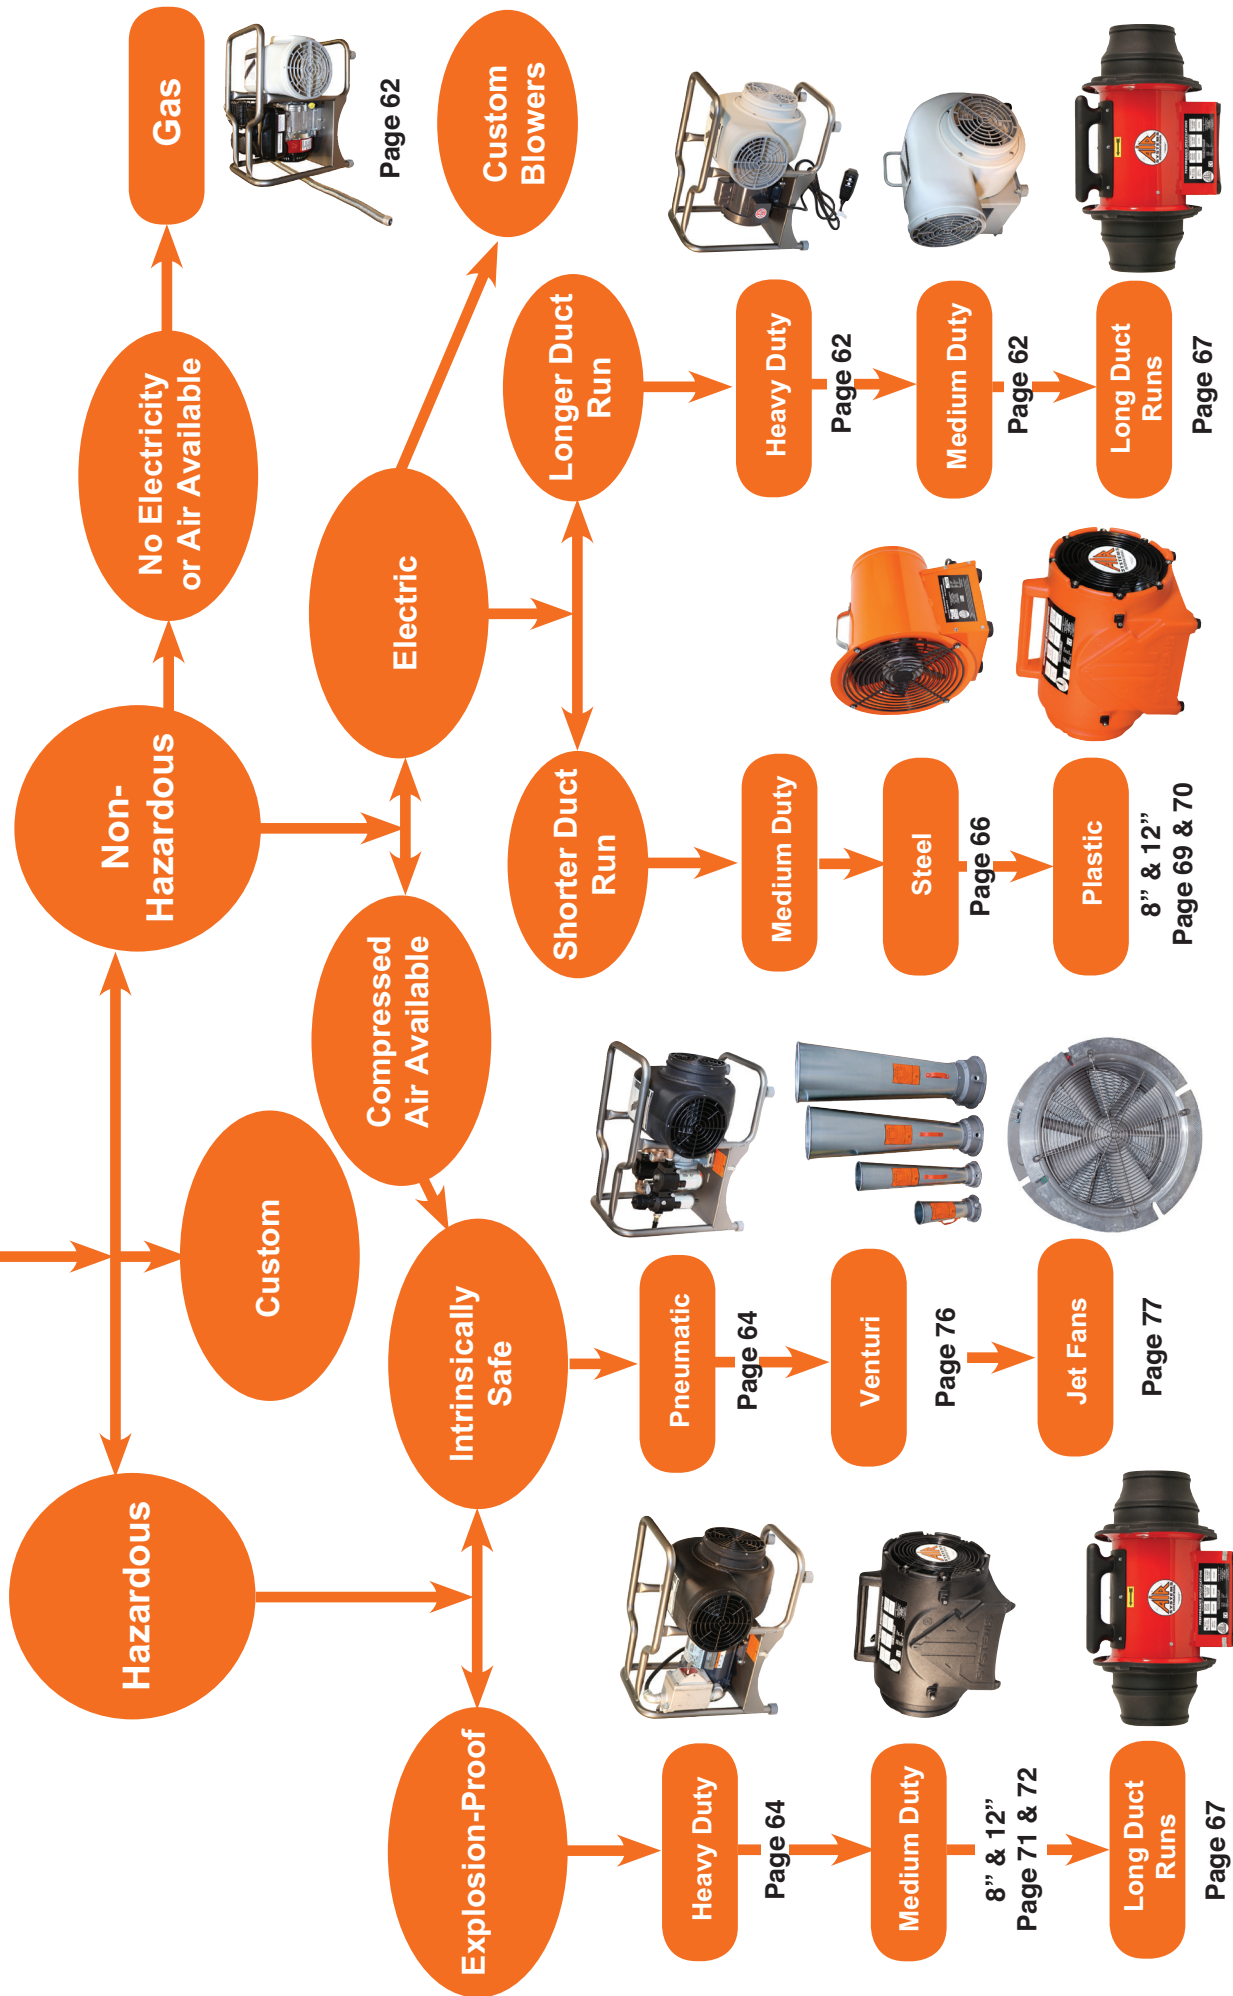 Hazardous
Custom
Non-
Hazardous
Explosion-Proof
Intrinsically
Safe
Compressed
Air Available
Electric
No Electricity
or Air Available
Gas
Page 62
Custom
Blowers
Shorter Duct
Run
Longer Duct
Run
Heavy Duty
Page 64
Medium Duty
8” & 12”
Page 71 & 72
Long Duct
Runs
Page 67
Pneumatic
Page 64
Venturi
Page 76
Jet Fans
Page 77
Medium Duty
Steel
Page 66
Plastic
8” & 12”
Page 69 & 70
Heavy Duty
Page 62
Medium Duty
Page 62
Long Duct
Runs
Page 67
AIR
AIR
AIR
AIR